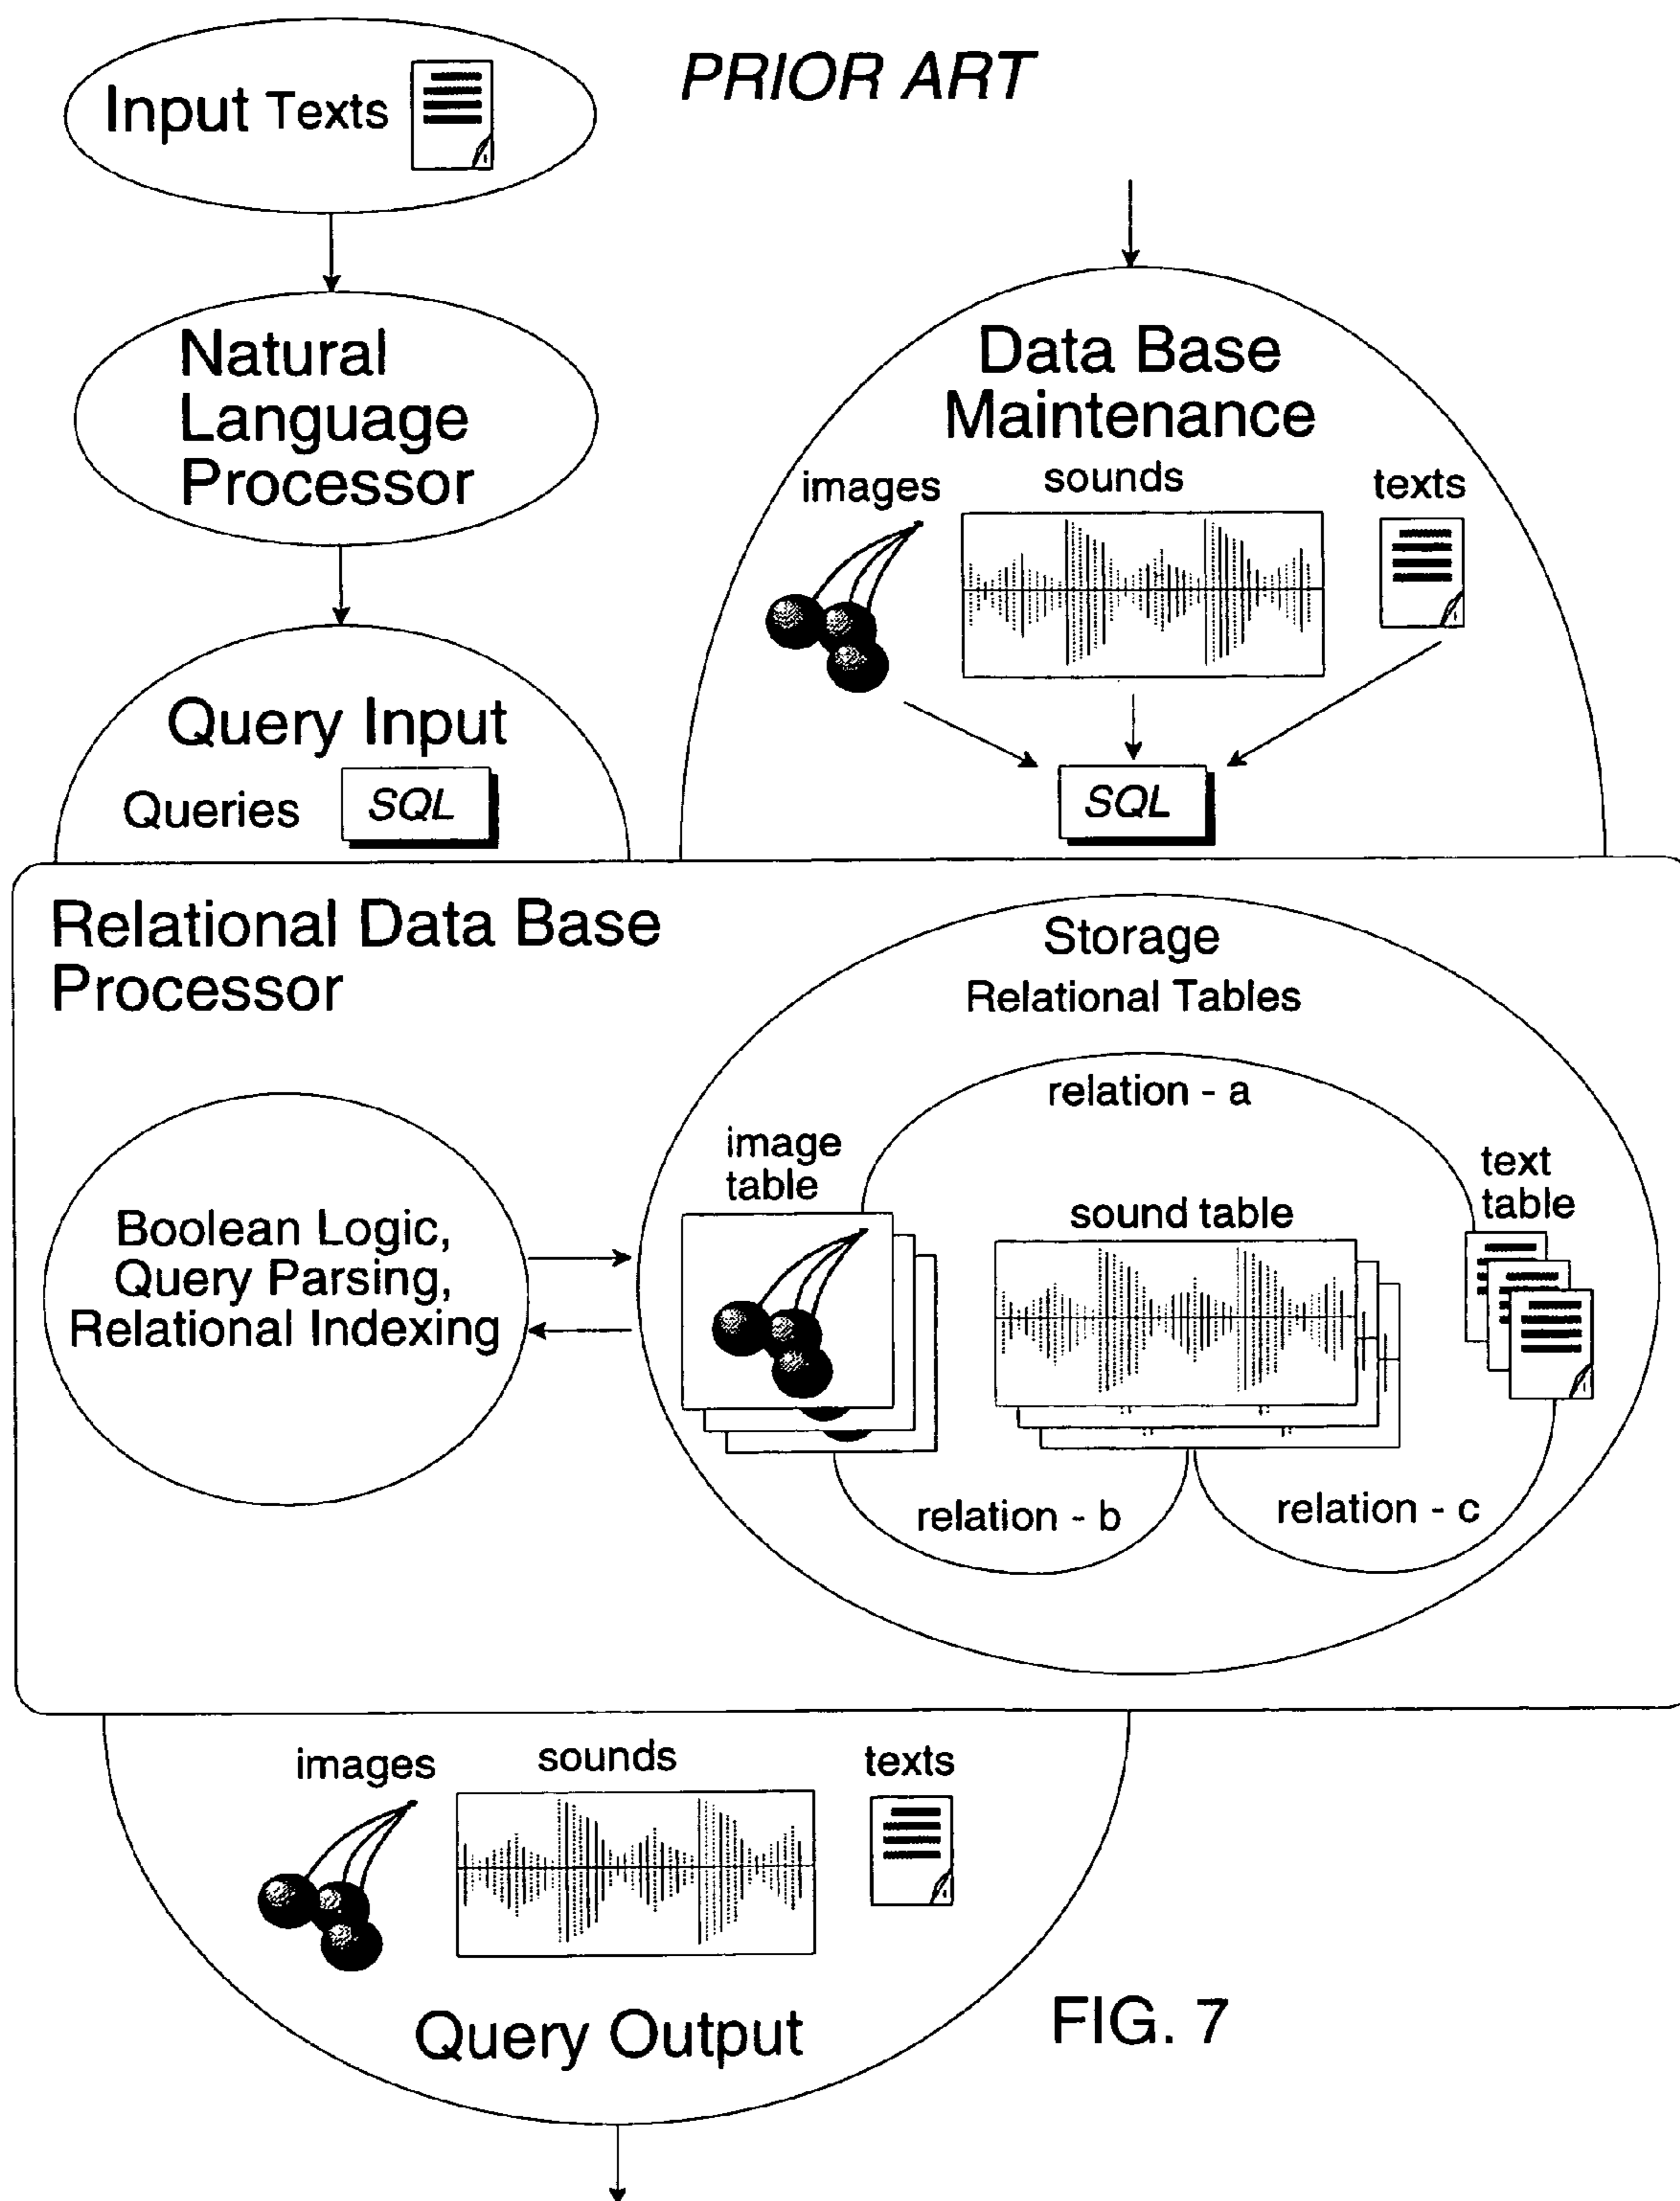 PRIOR ART
Input Texts
Natural
Language
Processor
Query Input
Queries SQL
Data Base
Maintenance
images sounds texts
SQL
Relational Data Base
Processor
Boolean Logic,
Query Parsing,
Relational Indexing
Storage
Relational Tables
relation - a
image
table
sound table
text
table
relation - b
relation - c
images sounds texts
Query Output
FIG. 7